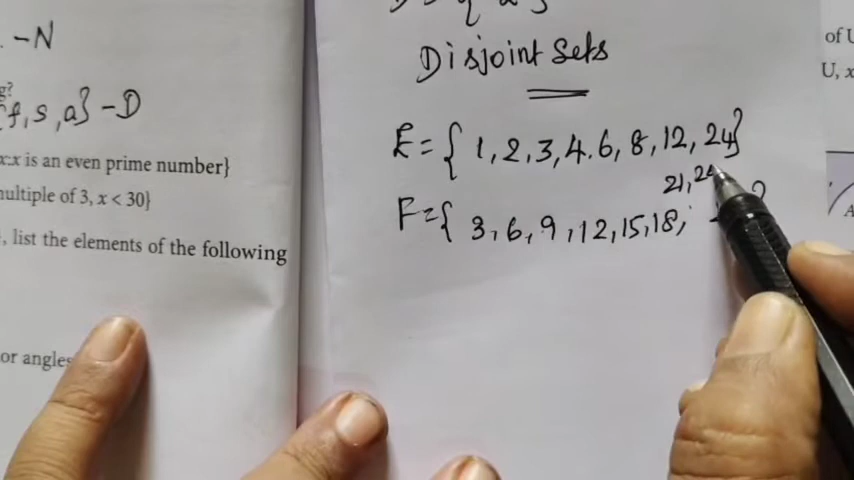 . -N
g?
{f, s, a} -D
x:x is an even prime number}
multiple of 3, x < 30}
, list the elements of the following
or angles
Disjoint Sets
E = { 1, 2, 3, 4. 6, 8, 12, 24}
21, 24
F = { 3, 6, 9, 12, 15, 18,
of U
U, x